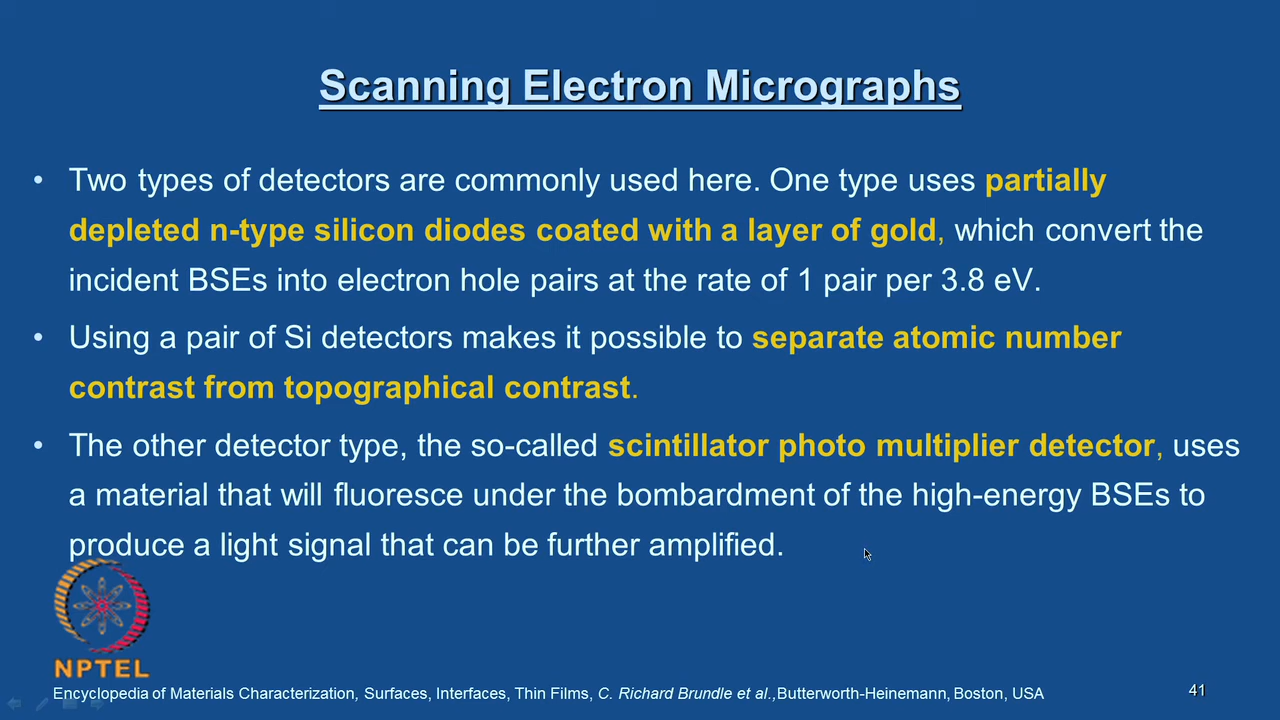 Scanning Electron Micrographs
• Two types of detectors are commonly used here. One type uses partially
depleted n-type silicon diodes coated with a layer of gold, which convert the
incident BSEs into electron hole pairs at the rate of 1 pair per 3.8 eV.
• Using a pair of Si detectors makes it possible to separate atomic number
contrast from topographical contrast.
• The other detector type, the so-called scintillator photo multiplier detector, uses
a material that will fluoresce under the bombardment of the high-energy BSEs to
produce a light signal that can be further amplified.
NPTEL
Encyclopedia of Materials Characterization, Surfaces, Interfaces, Thin Films, C. Richard Brundle et al.,Butterworth-Heinemann, Boston, USA
41